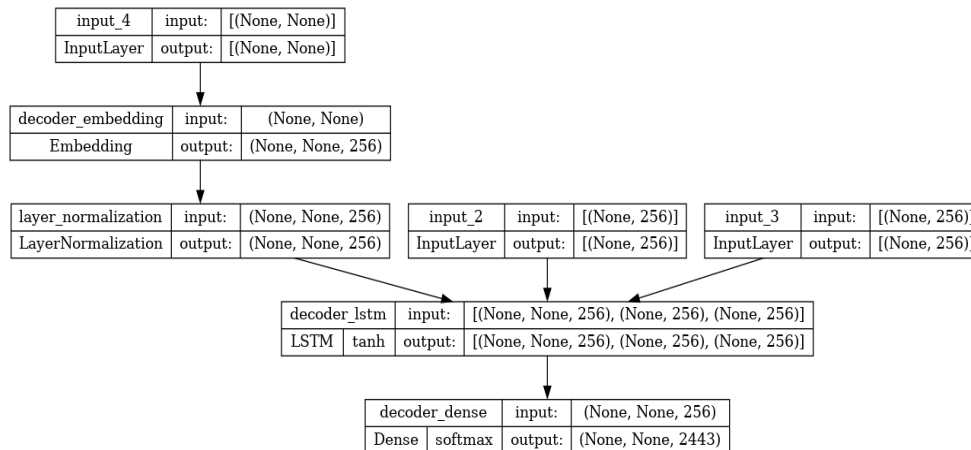 input_4 input: [(None, None)]
InputLayer output: [(None, None)]
decoder_embedding input: (None, None)
Embedding output: (None, None, 256)
layer_normalization input: (None, None, 256)
LayerNormalization output: (None, None, 256)
input_2 input: [(None, 256)]
InputLayer output: [(None, 256)]
input_3 input: [(None, 256)]
InputLayer output: [(None, 256)]
decoder_lstm input: [(None, None, 256), (None, 256), (None, 256)]
LSTM tanh output: [(None, None, 256), (None, 256), (None, 256)]
decoder_dense input: (None, None, 256)
Dense softmax output: (None, None, 2443)